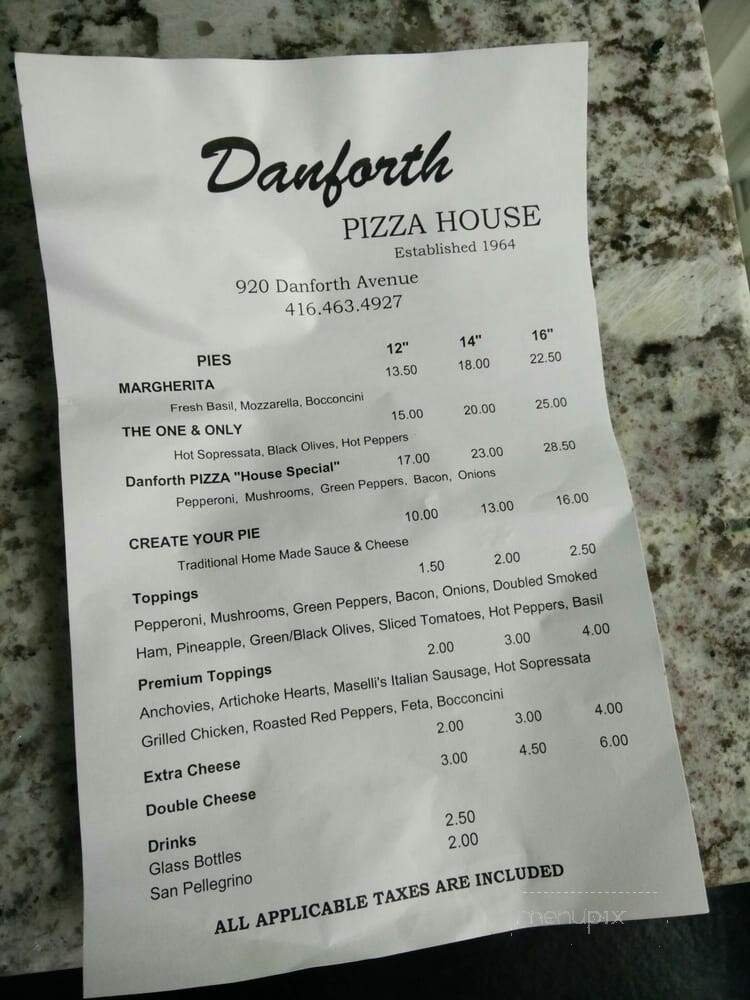 Danforth
PIZZA HOUSE
Established 1964
920 Danforth Avenue
416.463.4927
PIES 12" 14" 16"
MARGHERITA 13.50 18.00 22.50
Fresh Basil, Mozzarella, Bocconcini
THE ONE & ONLY 15.00 20.00 25.00
Hot Sopressata, Black Olives, Hot Peppers
Danforth PIZZA "House Special" 17.00 23.00 28.50
Pepperoni, Mushrooms, Green Peppers, Bacon, Onions
CREATE YOUR PIE 10.00 13.00 16.00
Traditional Home Made Sauce & Cheese
Toppings 1.50 2.00 2.50
Pepperoni, Mushrooms, Green Peppers, Bacon, Onions, Doubled Smoked
Ham, Pineapple, Green/Black Olives, Sliced Tomatoes, Hot Peppers, Basil
Premium Toppings 2.00 3.00 4.00
Anchovies, Artichoke Hearts, Maselli's Italian Sausage, Hot Sopressata
Grilled Chicken, Roasted Red Peppers, Feta, Bocconcini
Extra Cheese 2.00 3.00 4.00
Double Cheese 3.00 4.50 6.00
Drinks
Glass Bottles 2.50
San Pellegrino 2.00
ALL APPLICABLE TAXES ARE INCLUDED
menupix